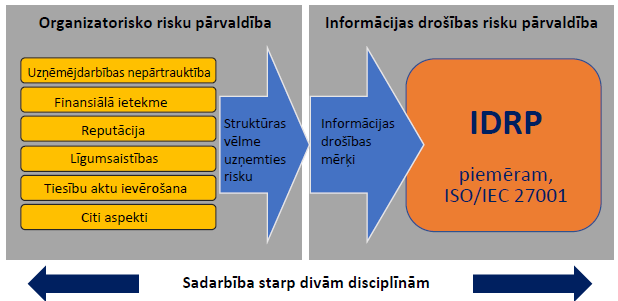 Organizatorisko risku pārvaldība
Uzņēmējdarbības nepārtrauktība
Finansiālā ietekme
Reputācija
Līgumsaistības
Tiesību aktu ievērošana
Citi aspekti
Struktūras
vēlme
uzņemties
risku
Informācijas drošības risku pārvaldība
Informācijas
drošības
mērķi
IDRP
piemēram,
ISO/IEC 27001
Sadarbība starp divām disciplīnām